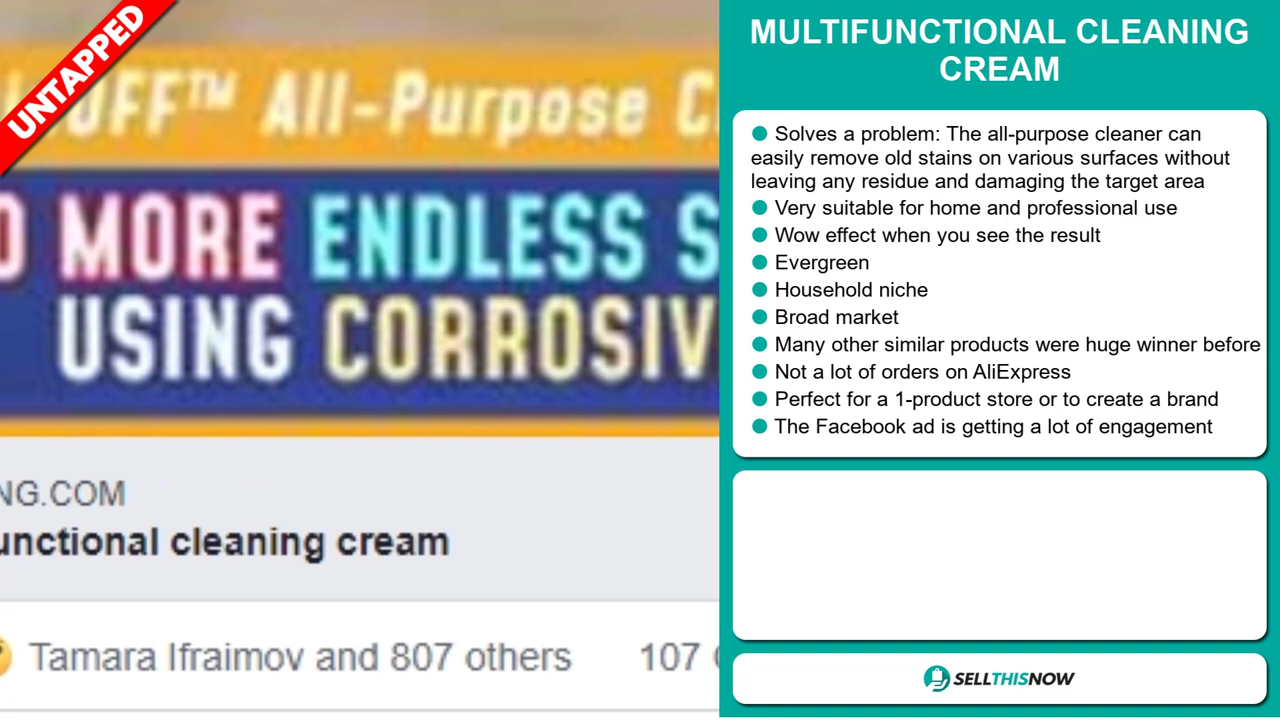 UNTAPPED
OFF™ All-Purpose
MORE ENDLESS
USING
NG.COM
unctional cleaning cream
Tamara Ifraimov and 807 others 107
MULTIFUNCTIONAL CLEANING
CREAM
● Solves a problem: The all-purpose cleaner can
easily remove old stains on various surfaces without
leaving any residue and damaging the target area
● Very suitable for home and professional use
● Wow effect when you see the result
● Evergreen
● Household niche
● Broad market
● Many other similar products were huge winner before
● Not a lot of orders on AliExpress
● Perfect for a 1-product store or to create a brand
● The Facebook ad is getting a lot of engagement
SELLTHISNOW